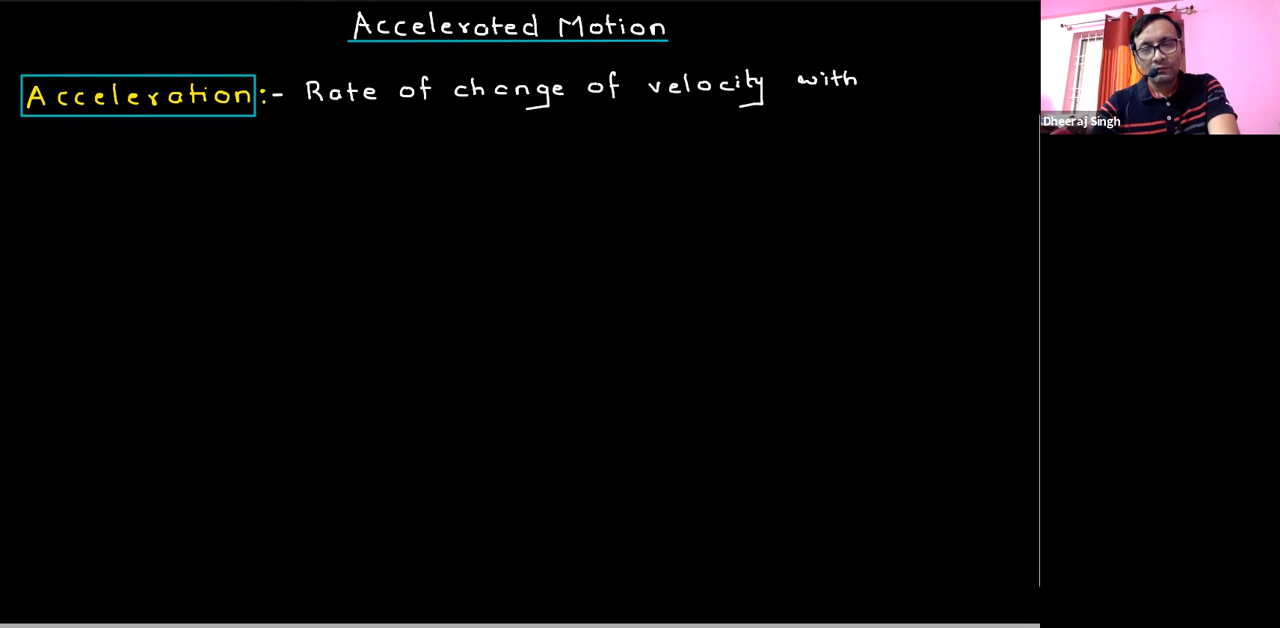 Accelerated Motion
Acceleration :- Rate of change of velocity with
Dheeraj Singh